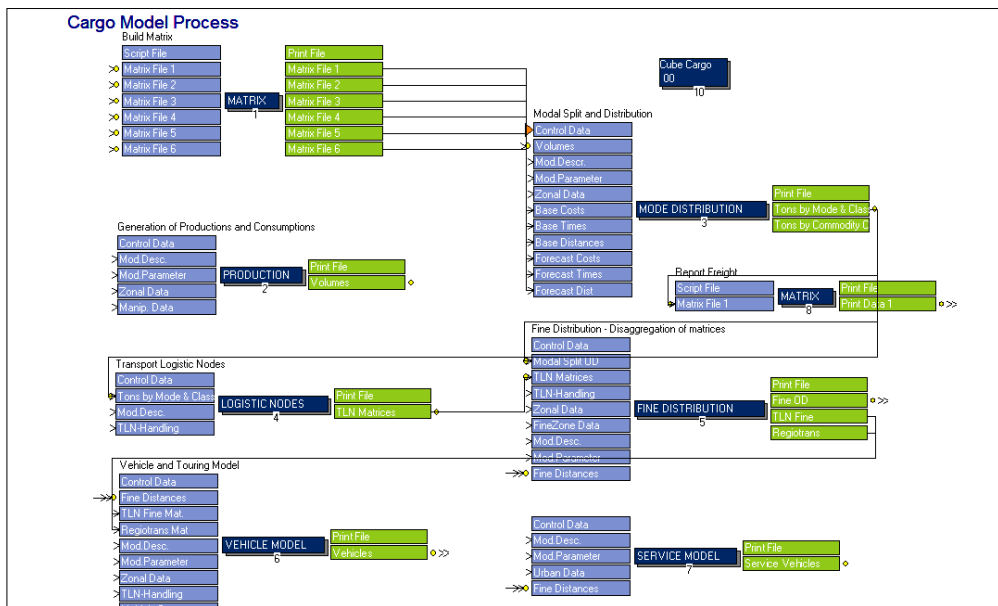 Cargo Model Process
Build Matrix
Script File
Matrix File 1
Matrix File 2
Matrix File 3
Matrix File 4
Matrix File 5
Matrix File 6
MATRIX
1
Print File
Matrix File 1
Matrix File 2
Matrix File 3
Matrix File 4
Matrix File 5
Matrix File 6
Cube Cargo
00
10
Modal Split and Distribution
Control Data
Volumes
Mod.Descr.
Mod.Parameter
Zonal Data
Base Costs
Base Times
Base Distances
Forecast Costs
Forecast Times
Forecast Dist
MODE DISTRIBUTION
3
Print File
Tons by Mode & Clas
Tons by Commodity C
Generation of Productions and Consumptions
Control Data
Mod.Desc.
Mod.Parameter
Zonal Data
Manip. Data
PRODUCTION
2
Print File
Volumes
Report Freight
Script File
Matrix File 1
MATRIX
8
Print File
Print Data 1
Transport Logistic Nodes
Control Data
Tons by Mode & Clas
Mod.Desc.
TLN-Handling
LOGISTIC NODES
4
Print File
TLN Matrices
Fine Distribution - Disaggregation of matrices
Control Data
Modal Split OD
TLN Matrices
TLN-Handling
Zonal Data
FineZone Data
Mod.Desc.
Mod.Parameter
Fine Distances
FINE DISTRIBUTION
5
Print File
Fine OD
TLN Fine
Regiotrans
Vehicle and Touring Model
Control Data
Fine Distances
TLN Fine Mat.
Regiotrans Mat
Mod.Desc.
Mod.Parameter
Zonal Data
TLN-Handling
VEHICLE MODEL
6
Print File
Vehicles
Control Data
Mod.Desc.
Mod.Parameter
Urban Data
Fine Distances
SERVICE MODEL
7
Print File
Service Vehicles